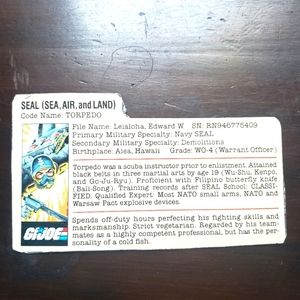 SEAL (SEA, AIR, and LAND)
Code Name: TORPEDO
File Name: Leialoha, Edward W. SN: RN946775409
Primary Military Specialty: Navy SEAL
Secondary Military Specialty: Demolitions
Birthplace: Aiea, Hawaii Grade: WO-4 (Warrant Officer)
Torpedo was a scuba instructor prior to enlistment. Attained
black belts in three martial arts by age 19 (Wu-Shu, Kenpo,
and Go-Ju-Ryu). Proficient with Filipino butterfly knife
(Bali-Song). Training records after SEAL School: CLASSI-
FIED. Qualified Expert: Most NATO small arms, NATO and
Warsaw Pact explosive devices.
Spends off-duty hours perfecting his fighting skills and
marksmanship. Strict vegetarian. Regarded by his team-
mates as a highly competent professional, but has the per-
sonality of a cold fish.
GI JOE